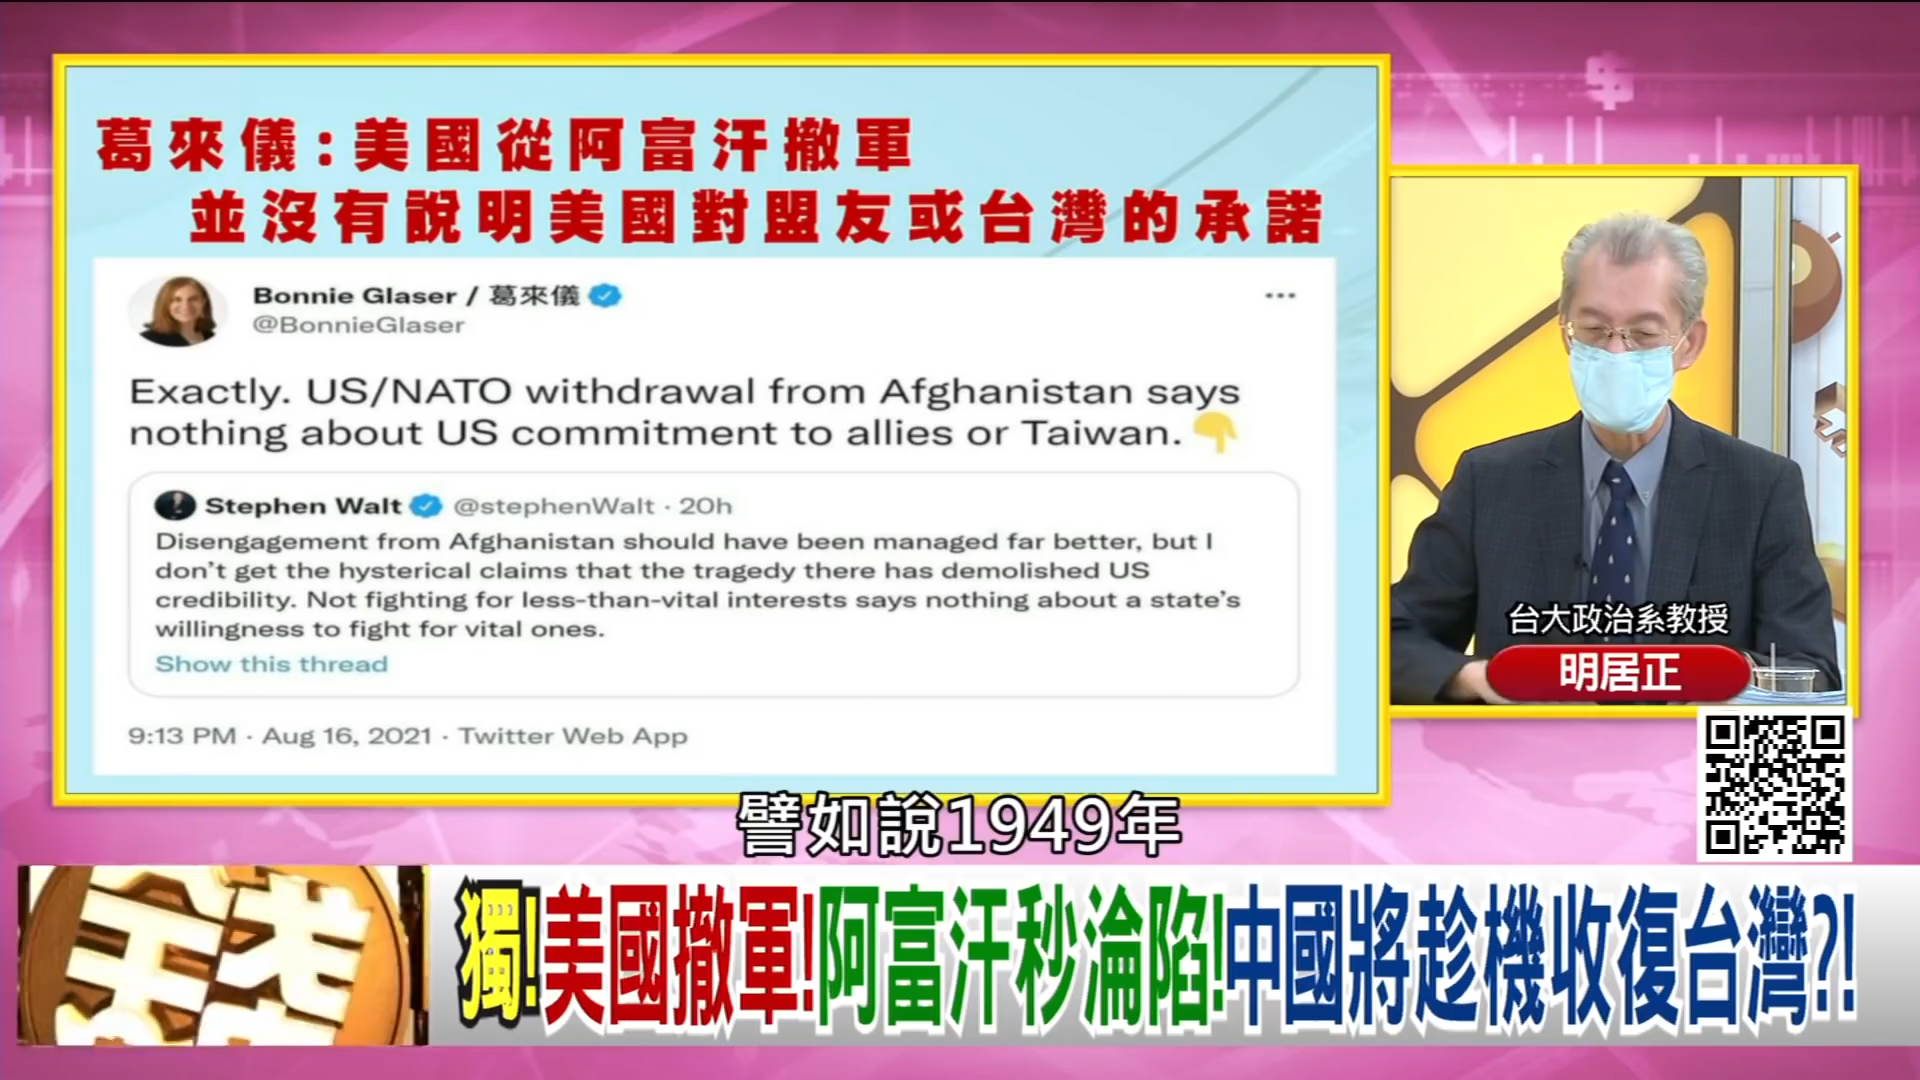 葛來儀:美國從阿富汗撤軍
並沒有說明美國對盟友或台灣的承諾
Bonnie Glaser / 葛來儀
@BonnieGlaser
Exactly. US/NATO withdrawal from Afghanistan says
nothing about US commitment to allies or Taiwan.
Stephen Walt @stephenWalt · 20h
Disengagement from Afghanistan should have been managed far better, but I
don't get the hysterical claims that the tragedy there has demolished US
credibility. Not fighting for less-than-vital interests says nothing about a state's
willingness to fight for vital ones.
Show this thread
9:13 PM · Aug 16, 2021 · Twitter Web App
台大政治系教授
明居正
譬如說1949年
獨!美國撤軍!阿富汗秒淪陷!中國將趁機收復台灣?!